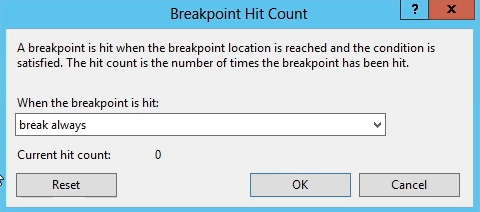 Breakpoint Hit Count
? x
A breakpoint is hit when the breakpoint location is reached and the condition is
satisfied. The hit count is the number of times the breakpoint has been hit.
When the breakpoint is hit:
break always
Current hit count: 0
Reset OK Cancel